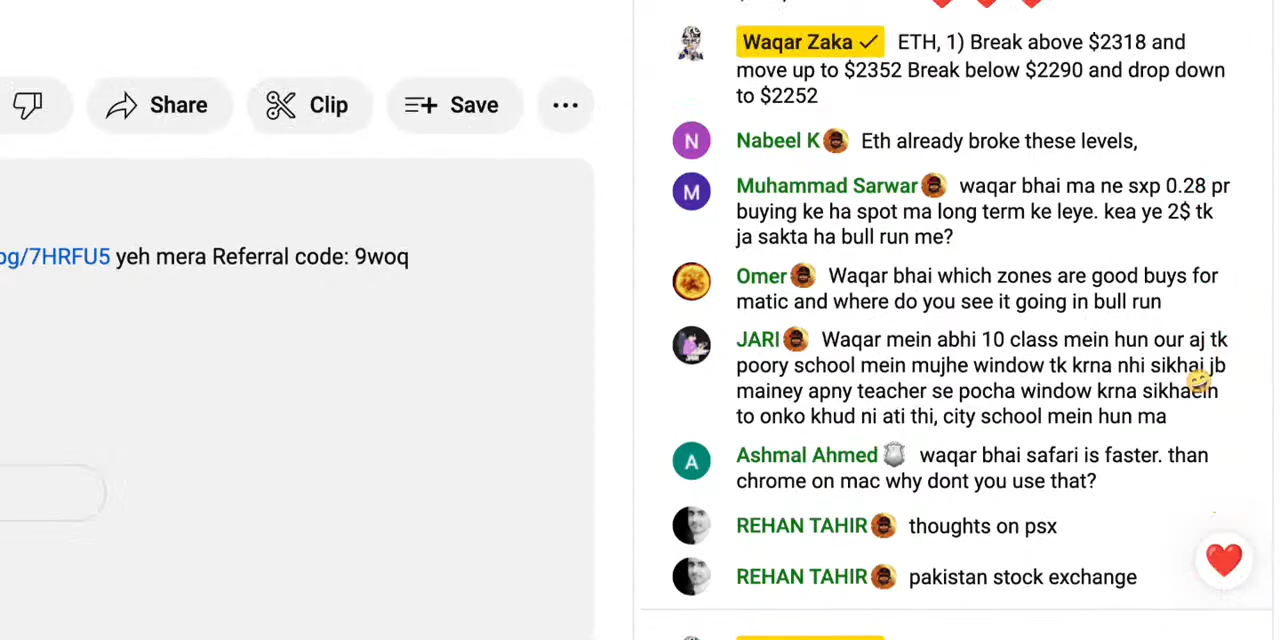 Share
Clip
Save
og/7HRFU5 yeh mera Referral code: 9woq
Waqar Zaka ETH, 1) Break above $2318 and
move up to $2352 Break below $2290 and drop down
to $2252
N
Nabeel K Eth already broke these levels,
M
Muhammad Sarwar waqar bhai ma ne sxp 0.28 pr
buying ke ha spot ma long term ke leye. kea ye 2$ tk
ja sakta ha bull run me?
Omer Waqar bhai which zones are good buys for
matic and where do you see it going in bull run
JARI Waqar mein abhi 10 class mein hun our aj tk
poory school mein mujhe window tk krna nhi sikhai jb
mainey apny teacher se pocha window krna sikhaein
to onko khud ni ati thi, city school mein hun ma
A
Ashmal Ahmed waqar bhai safari is faster. than
chrome on mac why dont you use that?
REHAN TAHIR thoughts on psx
REHAN TAHIR pakistan stock exchange